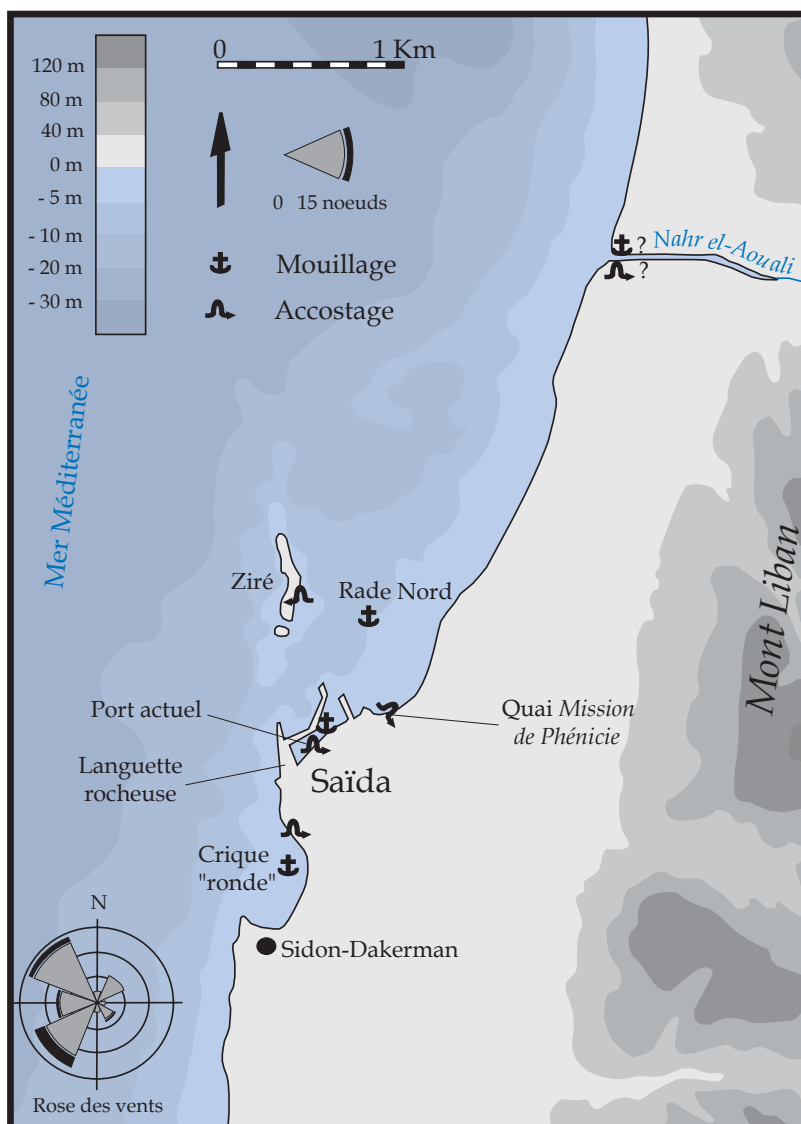 0 1 Km
120 m
80 m
40 m
0 m
- 5 m
- 10 m
- 20 m
- 30 m
0 15 noeuds
Mouillage
Accostage
?
?
Nahr el-Aouali
Mer Méditerranée
Mont Liban
Ziré
Rade Nord
Port actuel
Quai Mission
de Phénicie
Languette
rocheuse
Saïda
Crique
"ronde"
Sidon-Dakerman
N
Rose des vents